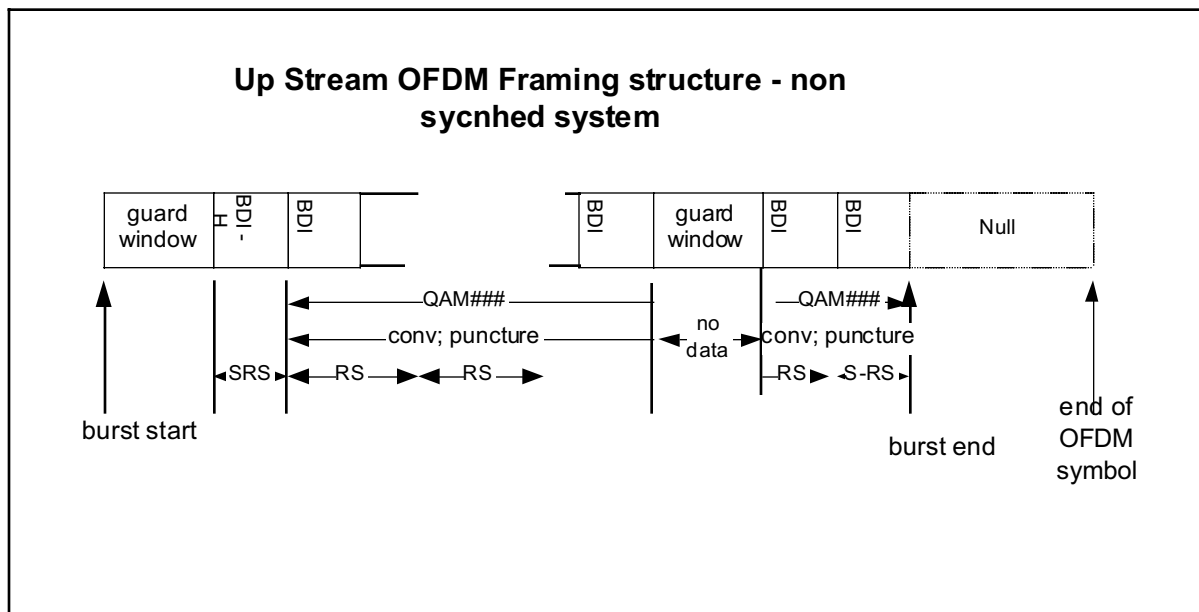 Up Stream OFDM Framing structure - non
sycnhed system
guard
window
BDI -
H
BDI
BDI
guard
window
BDI
BDI
Null
QAM###
QAM###
conv; puncture
no
data
conv; puncture
SRS
RS
RS
RS
S-RS
burst start
burst end
end of
OFDM
symbol